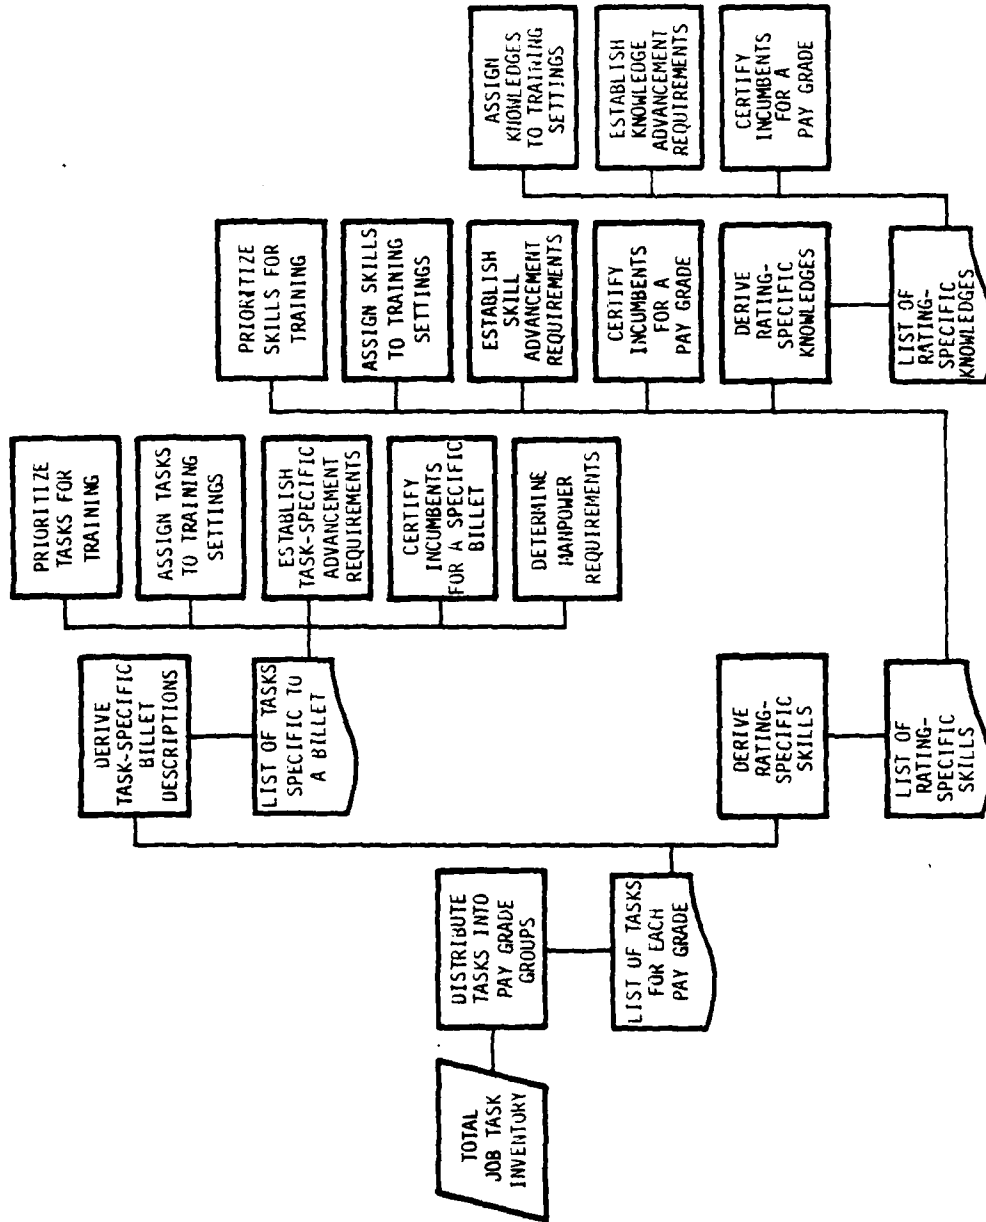 TOTAL
JOB TASK
INVENTORY
DISTRIBUTE
TASKS INTO
PAY GRADE
GROUPS
LIST OF TASKS
FOR EACH
PAY GRADE
DERIVE
TASK-SPECIFIC
BILLET
DESCRIPTIONS
LIST OF TASKS
SPECIFIC TO
A BILLET
PRIORITIZE
TASKS FOR
TRAINING
ASSIGN TASKS
TO TRAINING
SETTINGS
ESTABLISH
TASK-SPECIFIC
ADVANCEMENT
REQUIREMENTS
CERTIFY
INCUMBENTS
FOR A SPECIFIC
BILLET
DETERMINE
MANPOWER
REQUIREMENTS
DERIVE
RATING-
SPECIFIC
SKILLS
LIST OF
RATING-
SPECIFIC
SKILLS
PRIORITIZE
SKILLS FOR
TRAINING
ASSIGN SKILLS
TO TRAINING
SETTINGS
ESTABLISH
SKILL
ADVANCEMENT
REQUIREMENTS
CERTIFY
INCUMBENTS
FOR A
PAY GRADE
DERIVE
RATING-
SPECIFIC
KNOWLEDGES
LIST OF
RATING-
SPECIFIC
KNOWLEDGES
ASSIGN
KNOWLEDGES
TO TRAINING
SETTINGS
ESTABLISH
KNOWLEDGE
ADVANCEMENT
REQUIREMENTS
CERTIFY
INCUMBENTS
FOR A
PAY GRADE